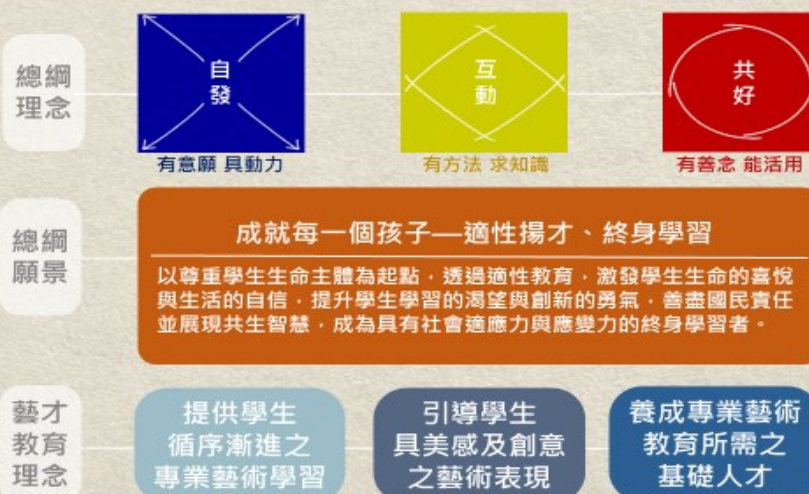 總綱
理念
自
發
互
動
共
好
有意願 具動力
有方法 求知識
有善念 能活用
總綱
願景
成就每一個孩子—適性揚才、終身學習
以尊重學生生命主體為起點，透過適性教育，激發學生生命的喜悅
與生活的自信，提升學生學習的渴望與創新的勇氣，善盡國民責任
並展現共生智慧，成為具有社會適應力與應變力的終身學習者。
藝才
教育
理念
提供學生
循序漸進之
專業藝術學習
引導學生
具美感及創意
之藝術表現
養成專業藝術
教育所需之
基礎人才